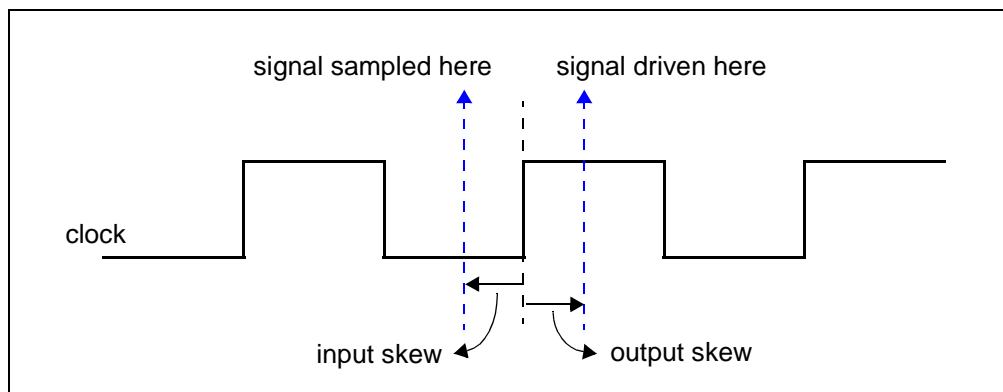 signal sampled here
signal driven here
clock
input skew
output skew